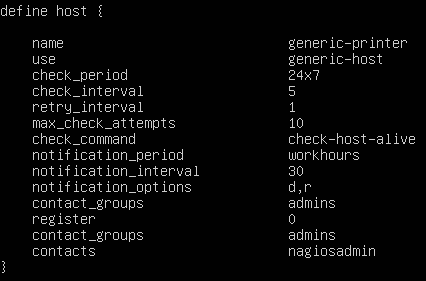 define host {
name generic-printer
use generic-host
check_period 24x7
check_interval 5
retry_interval 1
max_check_attempts 10
check_command check-host-alive
notification_period workhours
notification_interval 30
notification_options d,r
contact_groups admins
register 0
contact_groups admins
contacts nagiosadmin
}